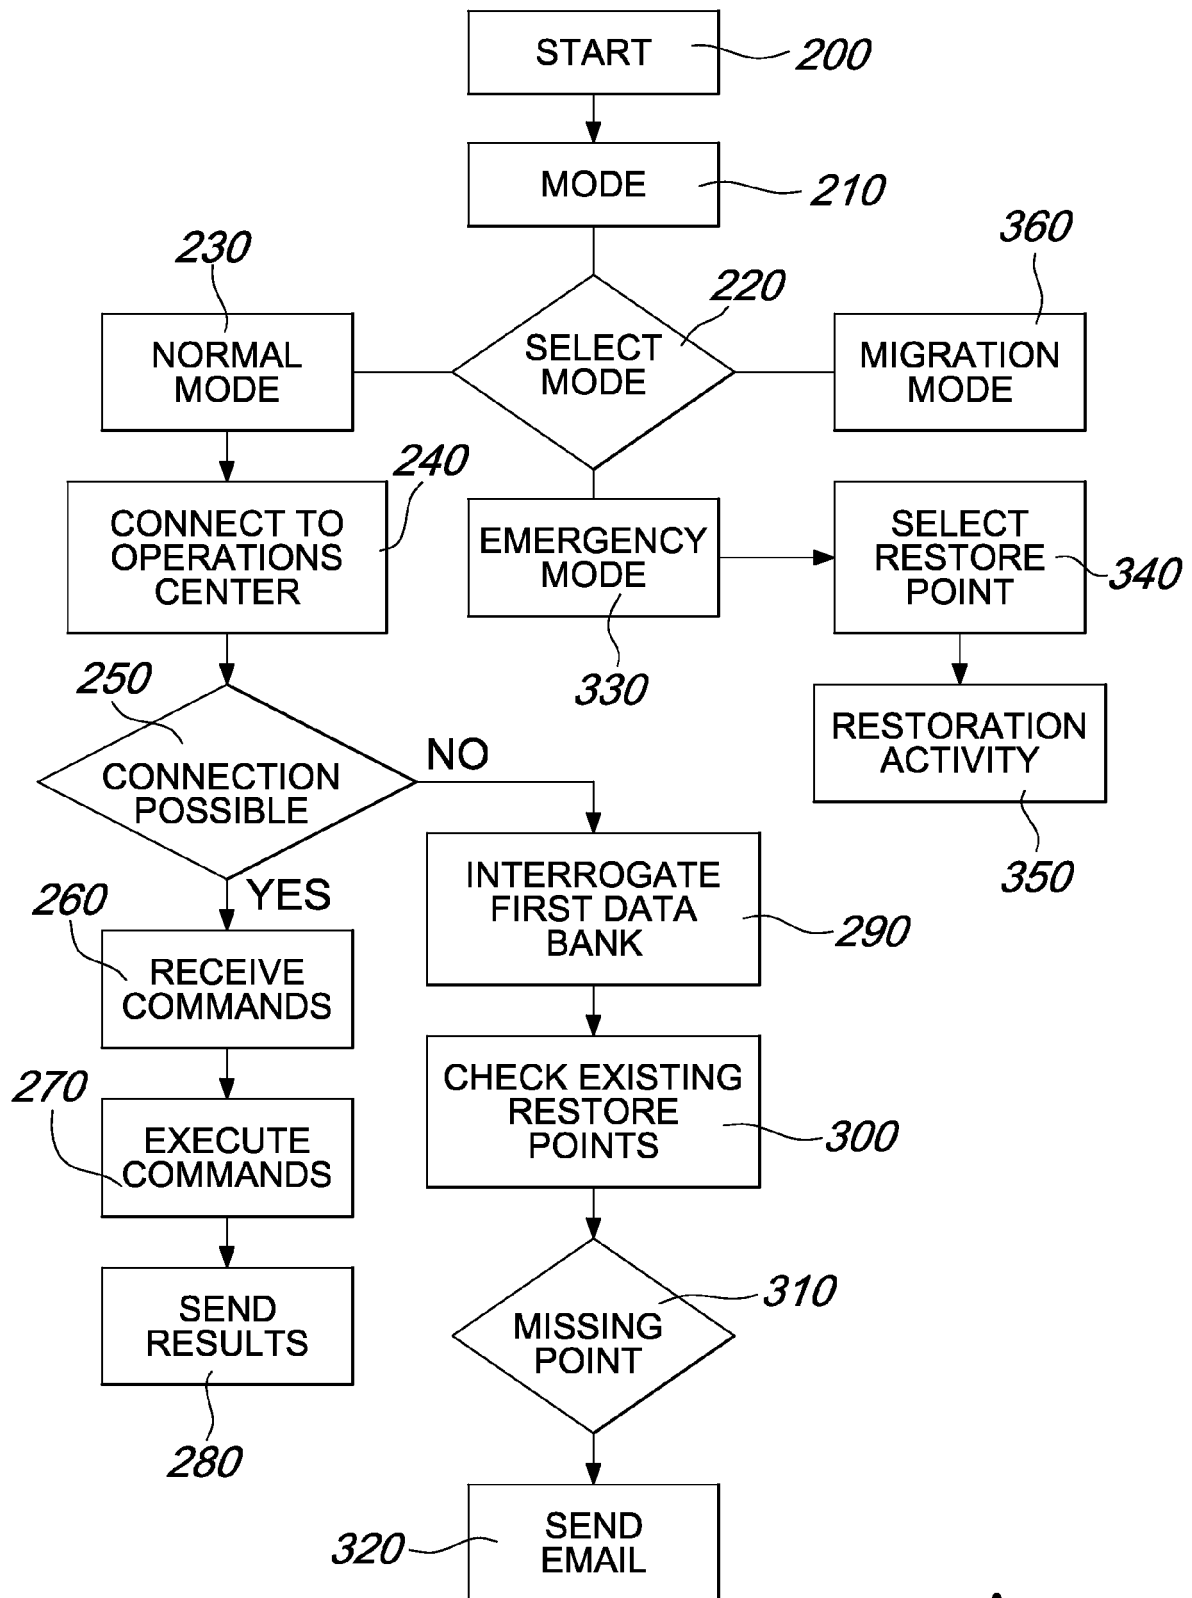 START
200
MODE
210
230
220
360
NORMAL
MODE
SELECT
MODE
MIGRATION
MODE
240
CONNECT TO
OPERATIONS
CENTER
EMERGENCY
MODE
330
SELECT
RESTORE
POINT
340
250
CONNECTION
POSSIBLE
NO
YES
RESTORATION
ACTIVITY
350
260
RECEIVE
COMMANDS
INTERROGATE
FIRST DATA
BANK
290
270
EXECUTE
COMMANDS
CHECK EXISTING
RESTORE
POINTS
300
SEND
RESULTS
280
310
MISSING
POINT
320
SEND
EMAIL